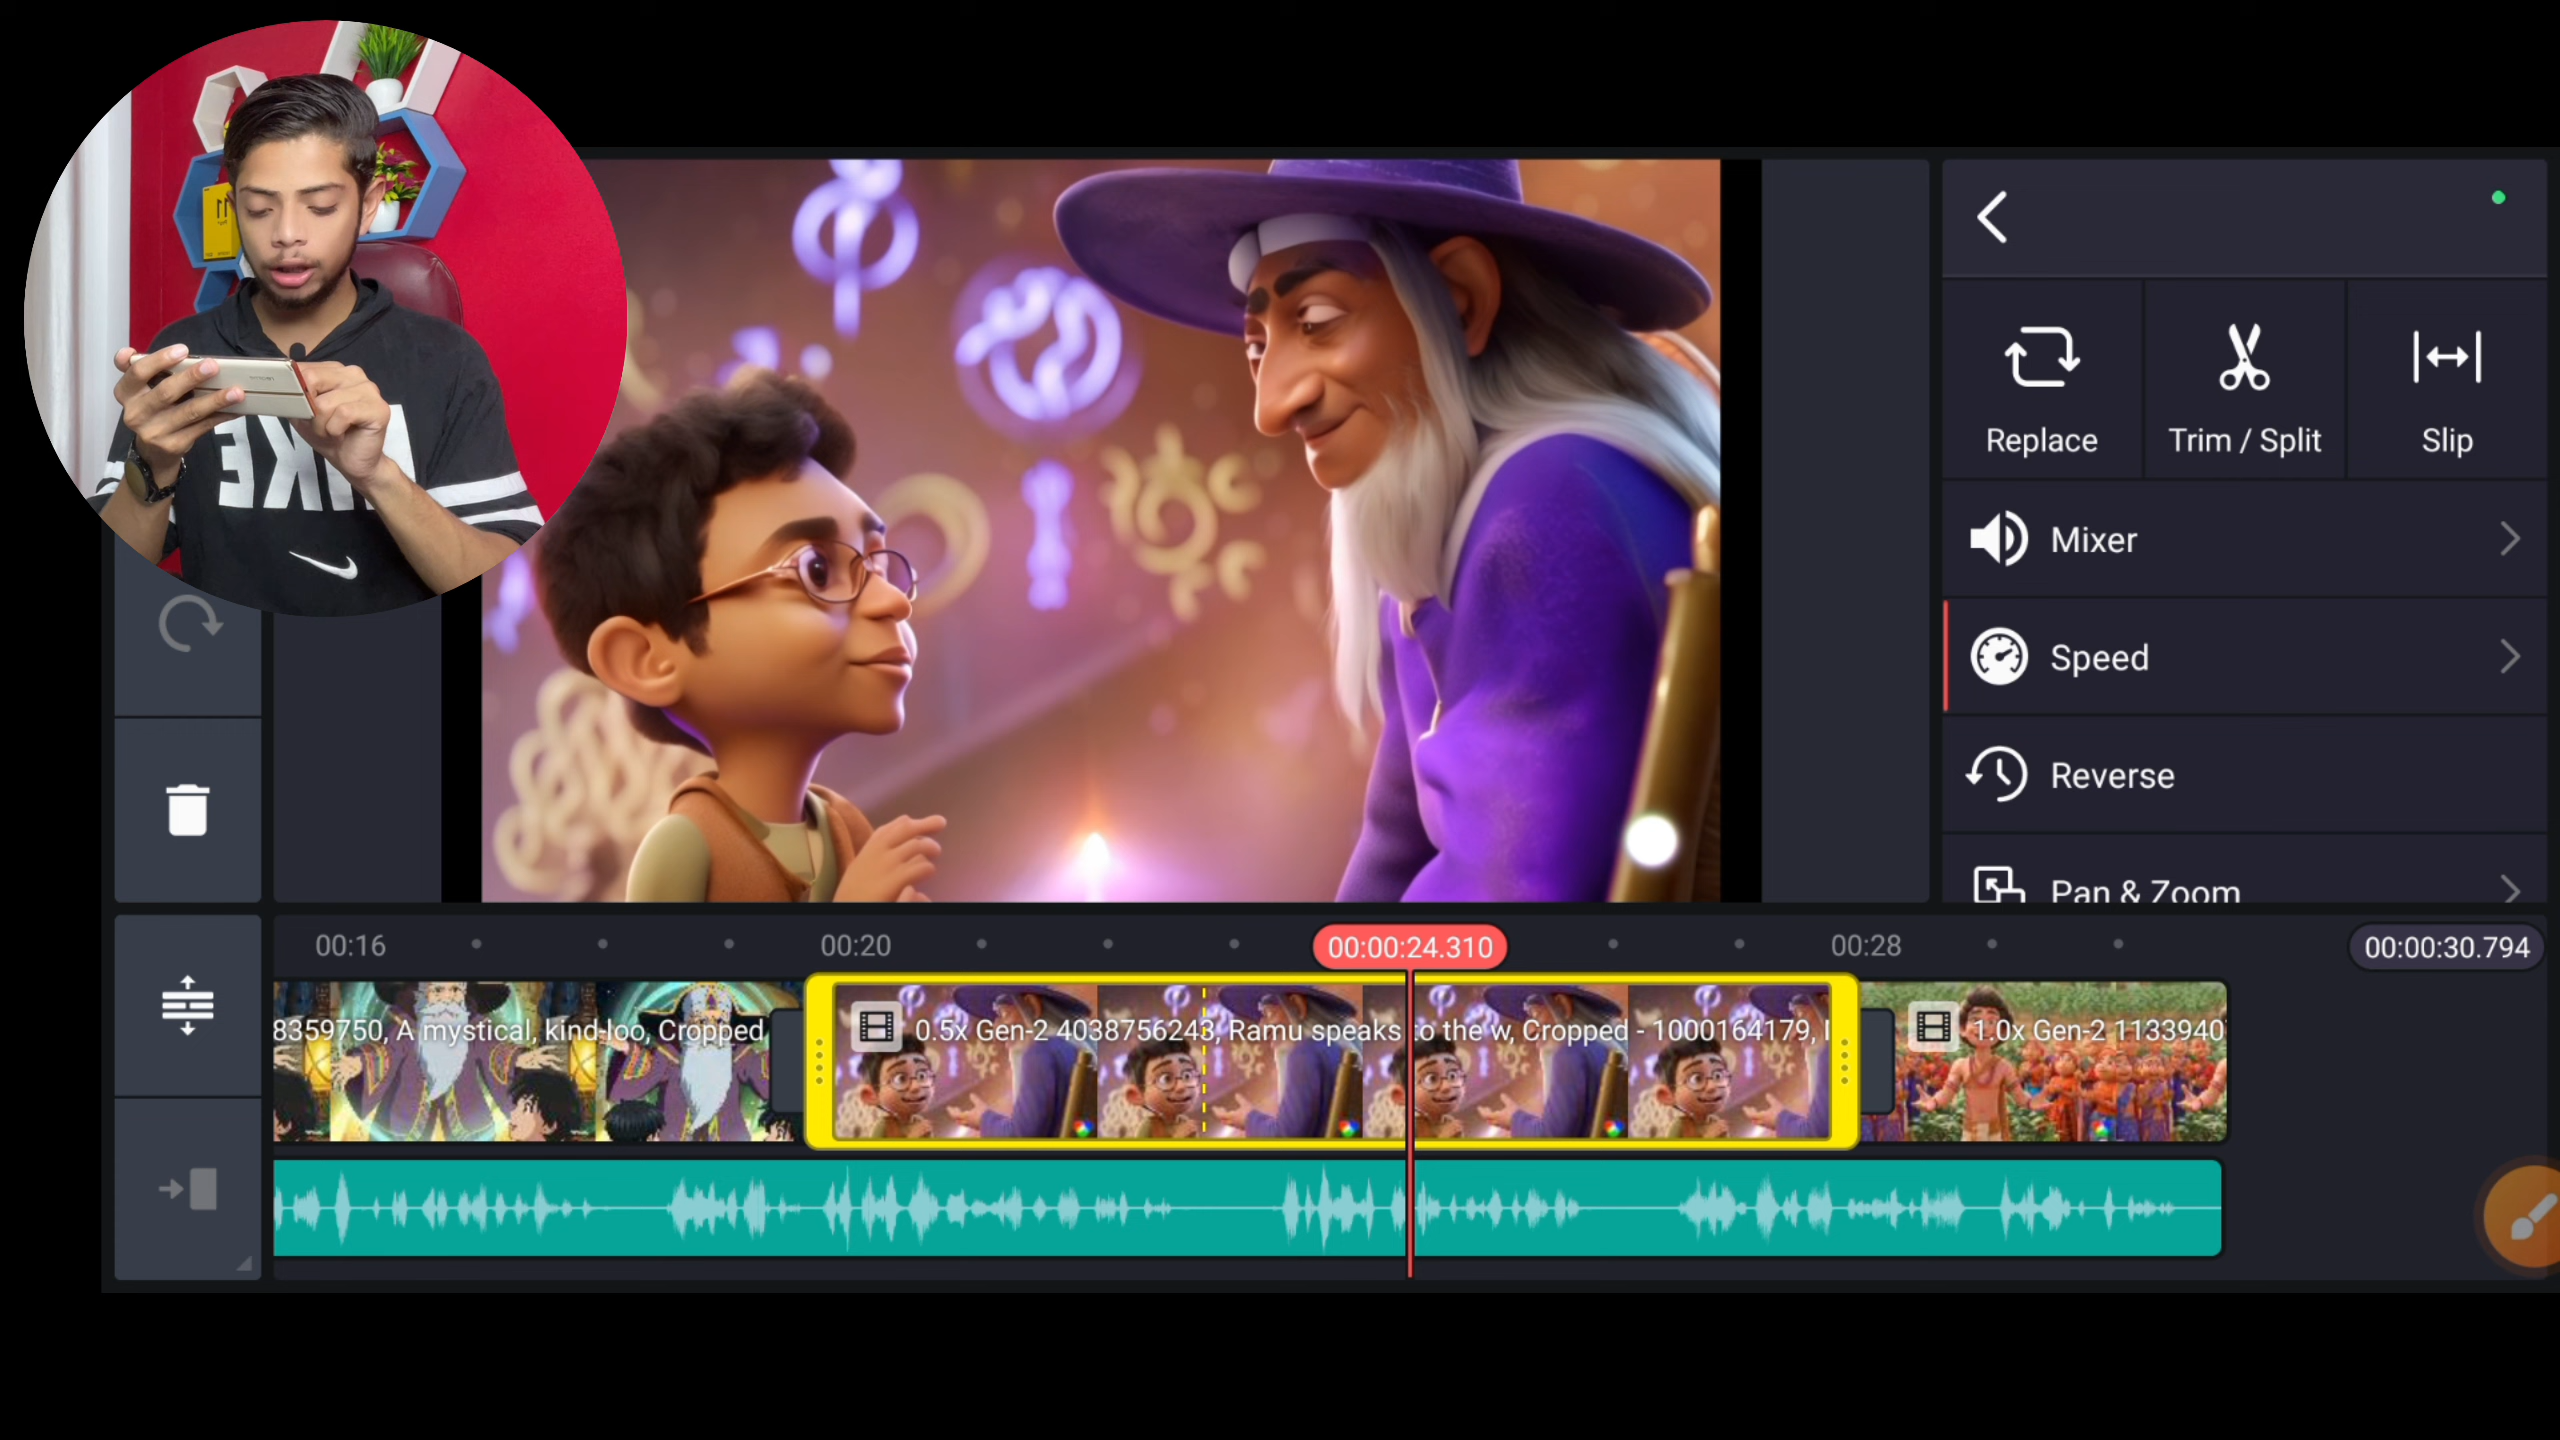 NIKE
11
Replace
Trim / Split
Slip
Mixer
Speed
Reverse
Pan & Zoom
00:16
00:20
00:00:24.310
00:28
00:00:30.794
8359750, A mystical, kind-loo, Cropped
0.5x Gen-2 4038756243, Ramu speaks to the w, Cropped - 1000164179, I
1.0x Gen-2 1133940